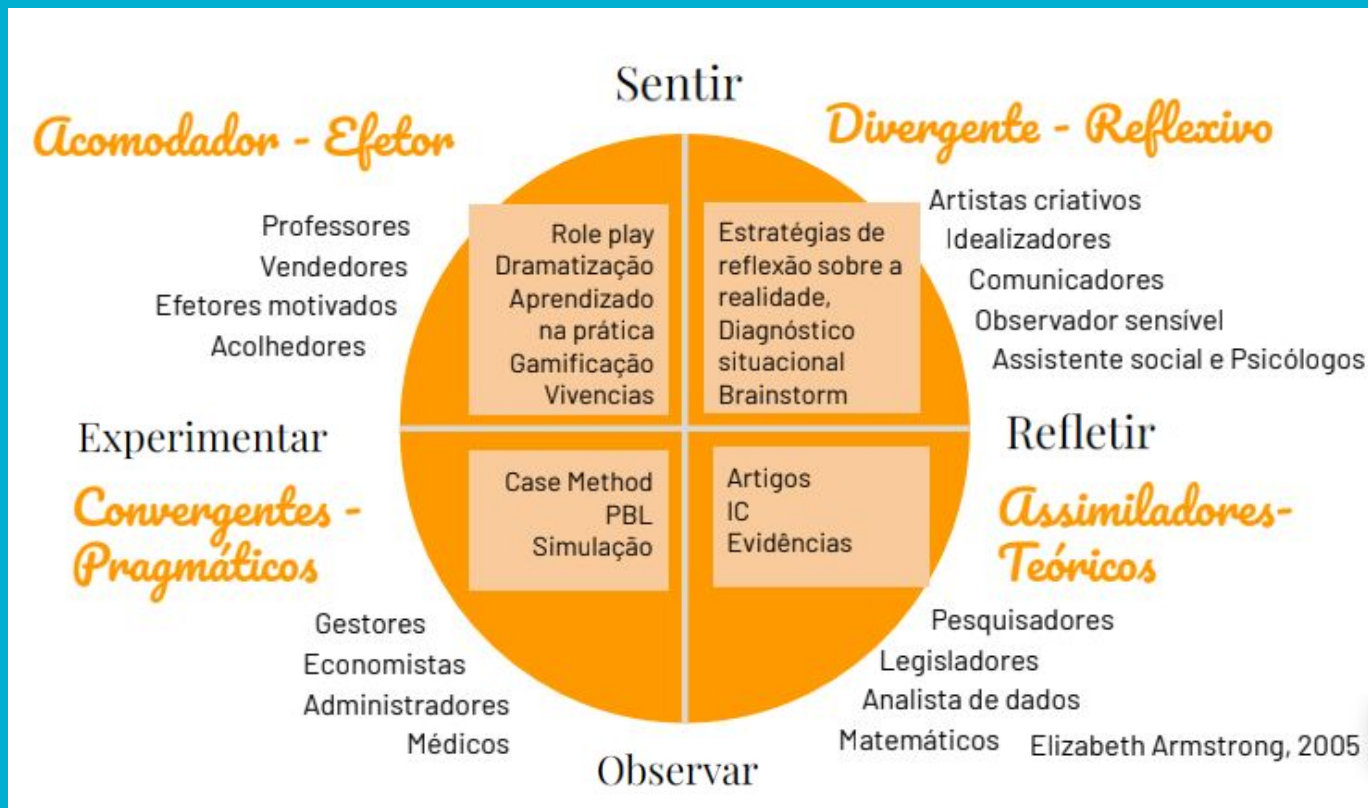 Sentir
Acomodador - Efetor
Divergente - Reflexivo
Professores
Vendedores
Efetores motivados
Acolhedores
Role play
Dramatização
Aprendizado
na prática
Gamificação
Vivencias
Estratégias de
reflexão sobre a
realidade,
Diagnóstico
situacional
Brainstorm
Artistas criativos
Idealizadores
Comunicadores
Observador sensível
Assistente social e Psicólogos
Experimentar
Refletir
Convergentes -
Pragmáticos
Case Method
PBL
Simulação
Artigos
IC
Evidências
Assimiladores-
Teóricos
Gestores
Economistas
Administradores
Médicos
Pesquisadores
Legisladores
Analista de dados
Matemáticos
Elizabeth Armstrong, 2005
Observar